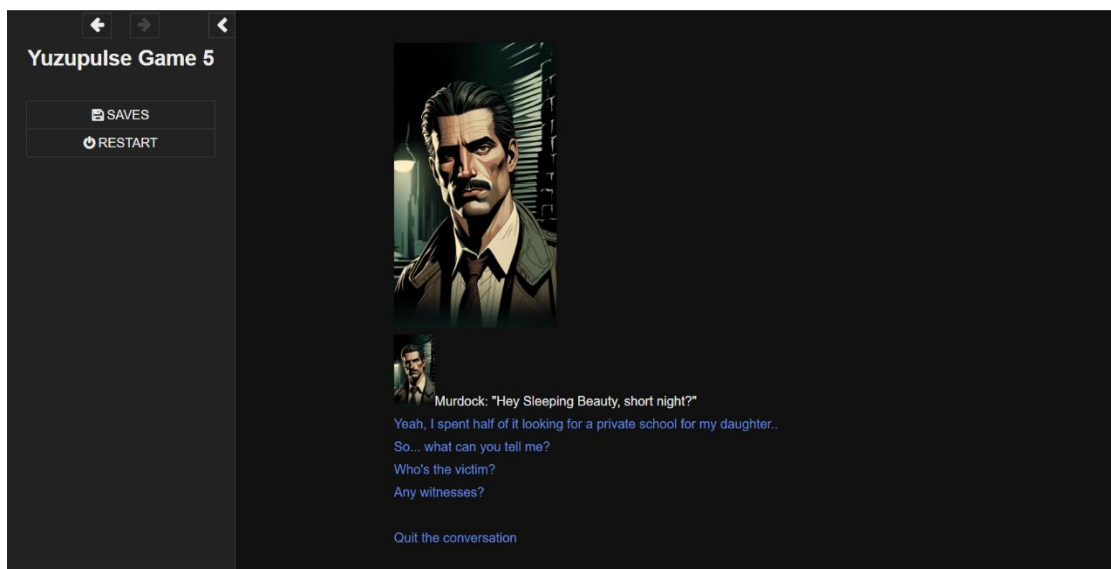 Yuzupulse Game 5
SAVES
RESTART
Murdock: "Hey Sleeping Beauty, short night?"
Yeah, I spent half of it looking for a private school for my daughter..
So... what can you tell me?
Who's the victim?
Any witnesses?
Quit the conversation